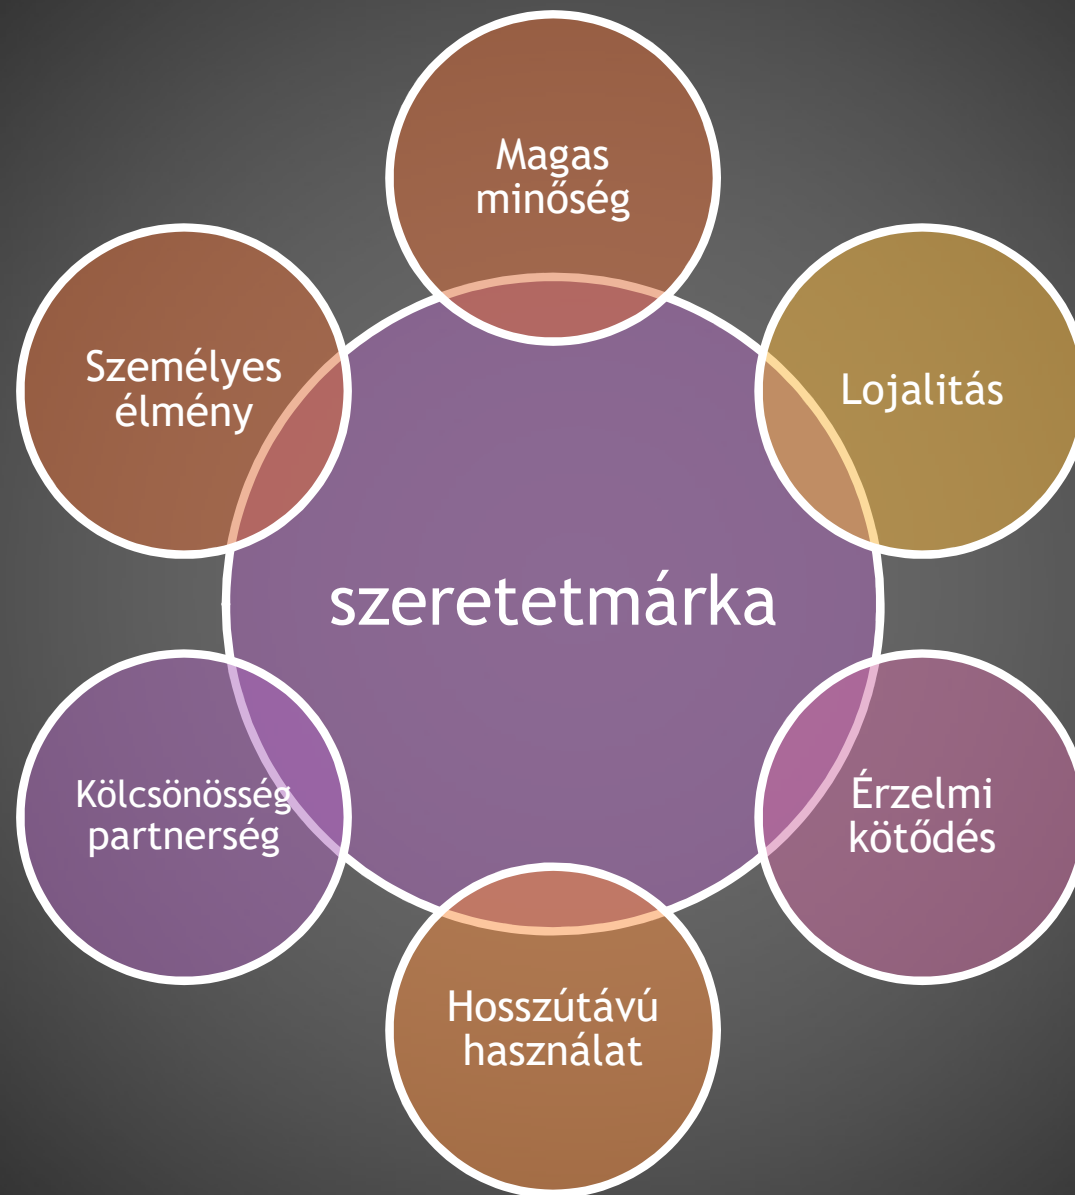 Magas
minőség
Lojalitás
Személyes
élmény
szeretetmárka
Érzelmi
kötődés
Kölcsönösség
partnerség
Hosszútávú
használat